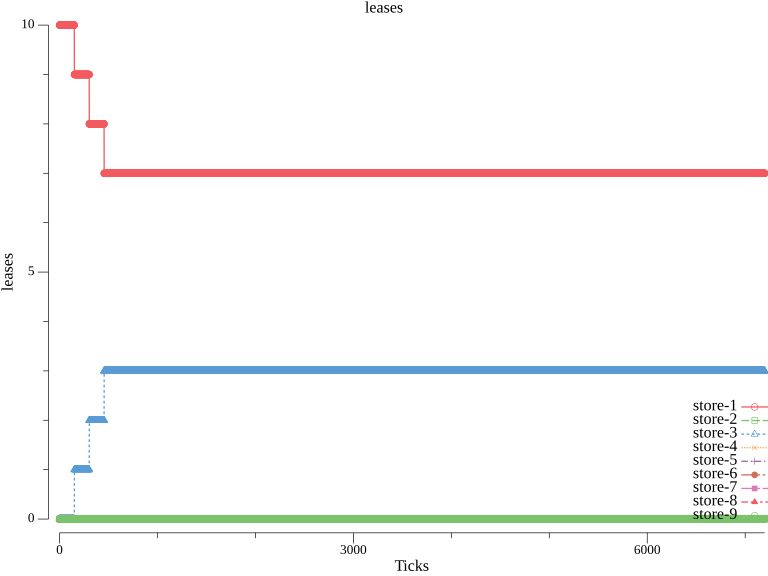 leases
10
5
0
leases
store-1
store-2
store-3
store-4
store-5
store-6
store-7
store-8
store-9
0 3000 6000
Ticks